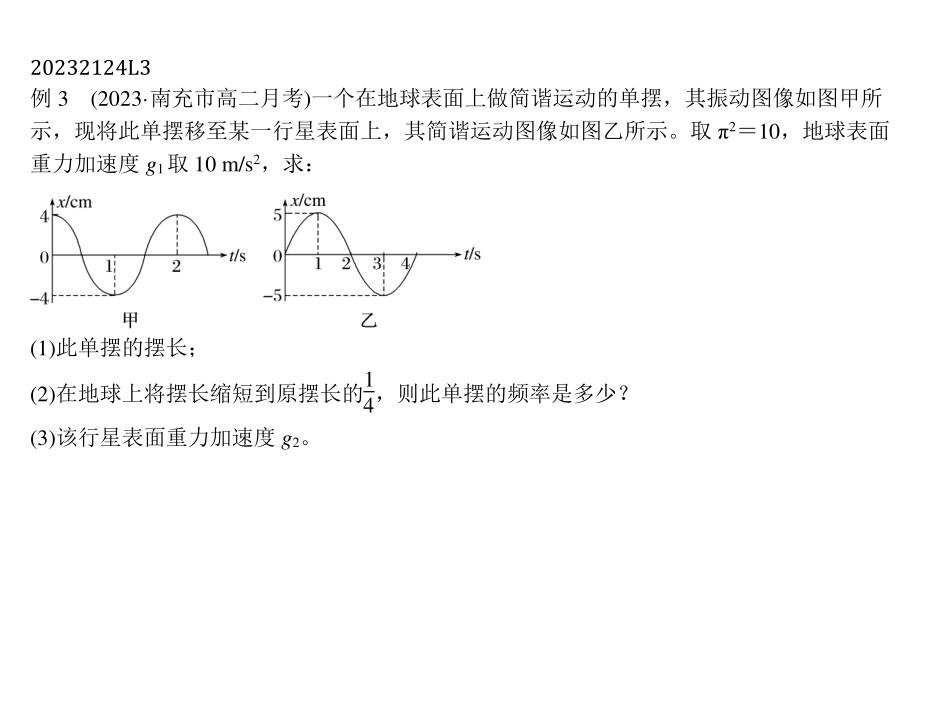 20232124L3
例 3　(2023·南充市高二月考)一个在地球表面上做简谐运动的单摆，其振动图像如图甲所
示，现将此单摆移至某一行星表面上，其简谐运动图像如图乙所示。取 π²＝10，地球表面
重力加速度 g₁取 10 m/s²，求：
x/cm
4
0
1
2
t/s
−4
甲
x/cm
5
0
1
2
3
4
t/s
−5
乙
(1)此单摆的摆长；
(2)在地球上将摆长缩短到原摆长的1/4，则此单摆的频率是多少？
(3)该行星表面重力加速度 g₂。